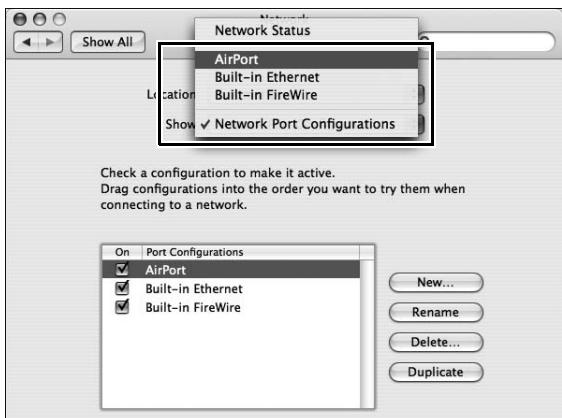 Network
Show All
Network Status
AirPort
Built-in Ethernet
Built-in FireWire
Location
Show
✓ Network Port Configurations
Check a configuration to make it active.
Drag configurations into the order you want to try them when
connecting to a network.
On Port Configurations
AirPort
Built-in Ethernet
Built-in FireWire
New...
Rename
Delete...
Duplicate